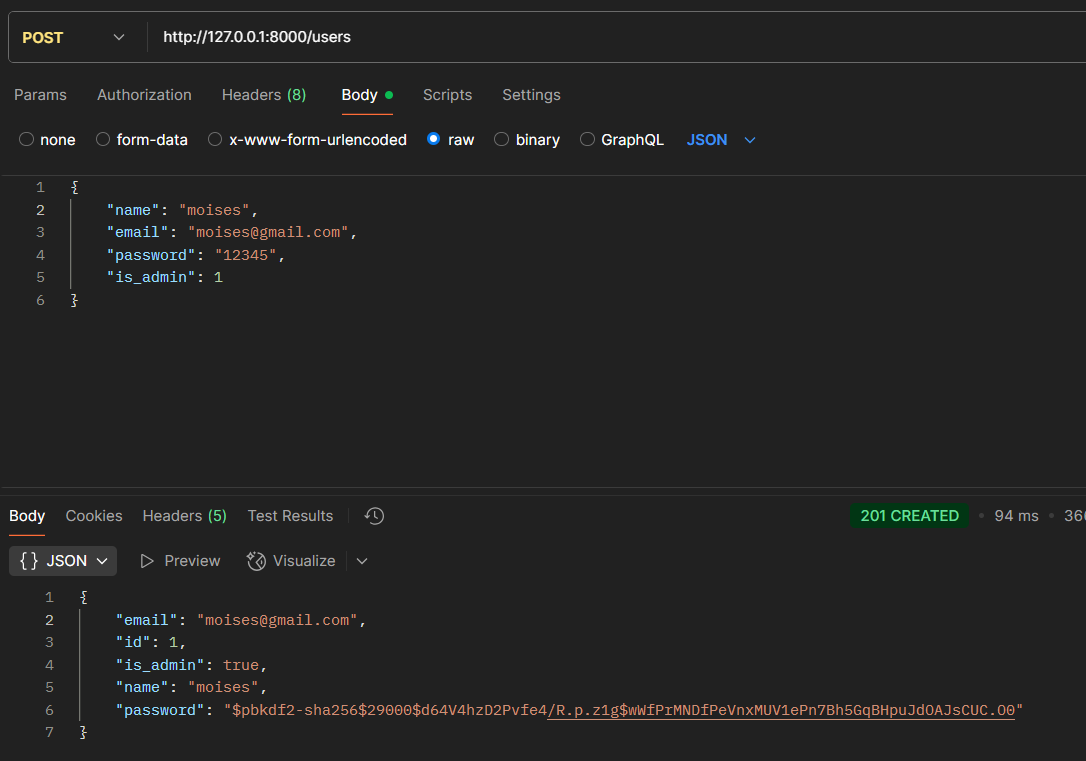 POST http://127.0.0.1:8000/users
Params Authorization Headers (8) Body Scripts Settings
none form-data x-www-form-urlencoded raw binary GraphQL JSON
1 {
2 "name": "moises",
3 "email": "moises@gmail.com",
4 "password": "12345",
5 "is_admin": 1
6 }
Body Cookies Headers (5) Test Results 201 CREATED • 94 ms •
{} JSON Preview Visualize
1 {
2 "email": "moises@gmail.com",
3 "id": 1,
4 "is_admin": true,
5 "name": "moises",
6 "password": "$pbkdf2-sha256$29000$d64V4hzD2Pvfe4/R.p.z1g$wWfPrMNDfPeVnxMUV1ePn7Bh5GqBHpuJdOAJsCUC.O0"
7 }